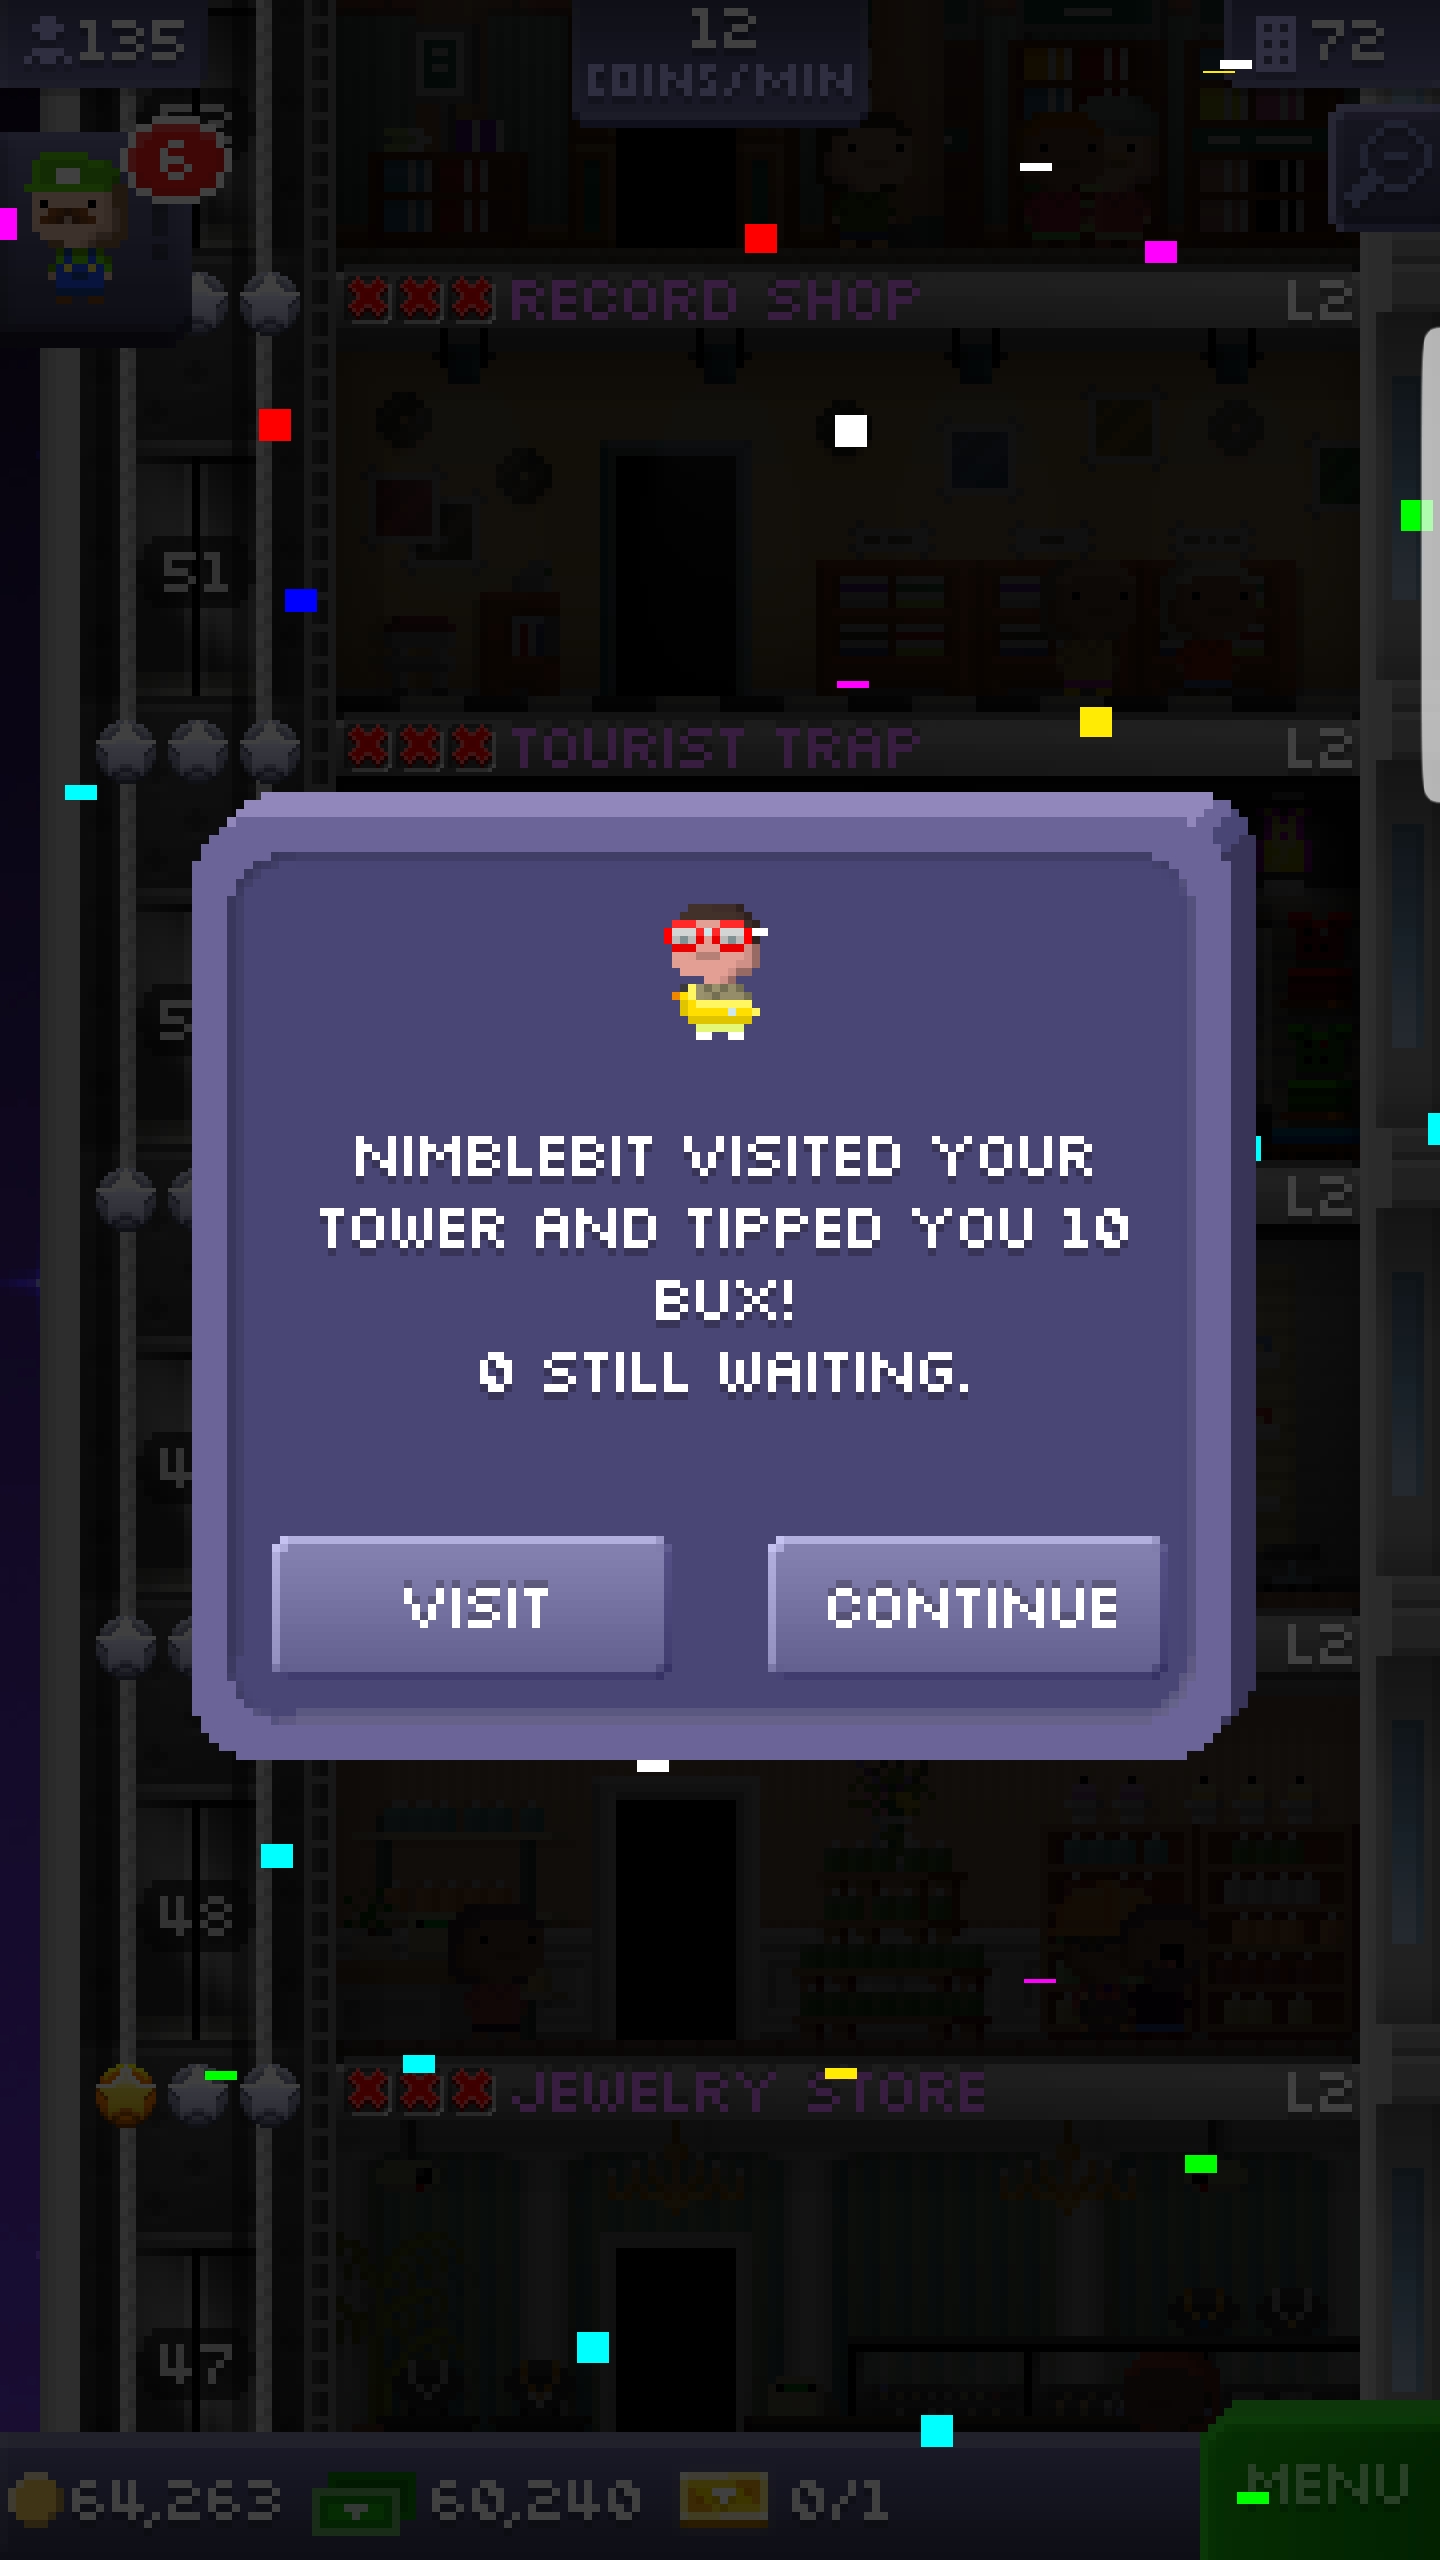 135
12
COINS/MIN
72
6
RECORD SHOP
L2
51
TOURIST TRAP
L2
NIMBLEBIT VISITED YOUR
TOWER AND TIPPED YOU 10
BUX!
0 STILL WAITING.
L2
VISIT
CONTINUE
L2
48
JEWELRY STORE
L2
47
64,263
60,240
0/1
MENU